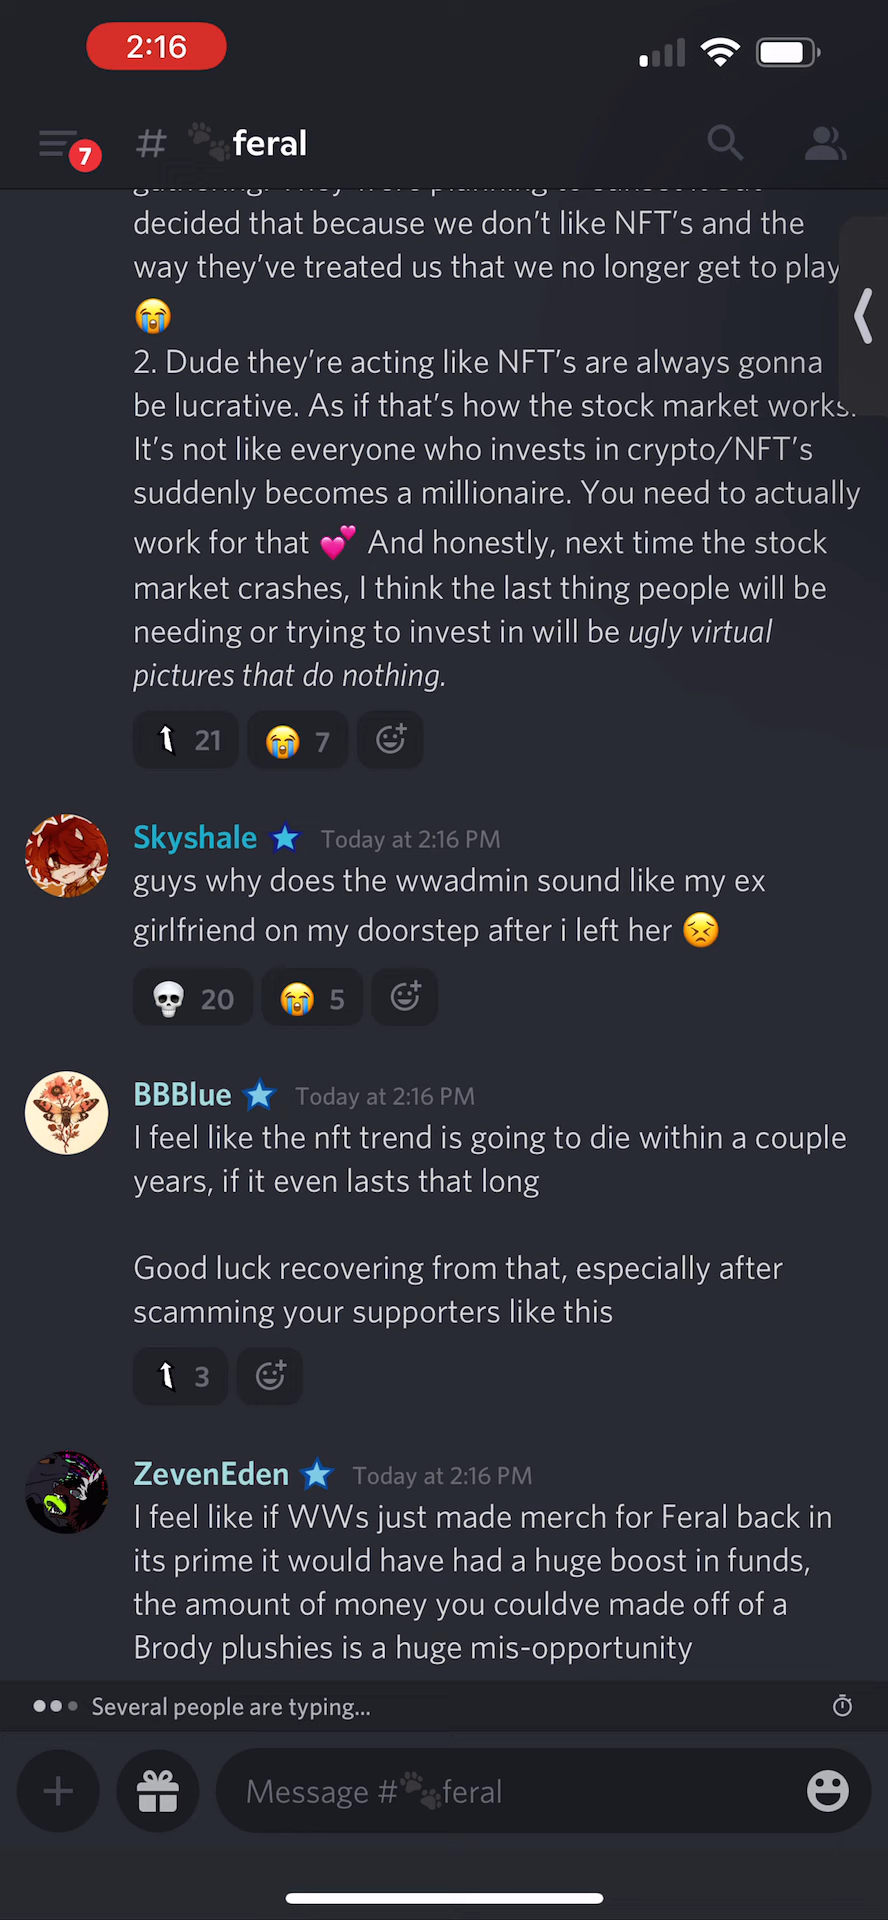 2:16
7
# feral
decided that because we don't like NFT's and the
way they've treated us that we no longer get to play
😭
2. Dude they're acting like NFT's are always gonna
be lucrative. As if that's how the stock market works.
It's not like everyone who invests in crypto/NFT's
suddenly becomes a millionaire. You need to actually
work for that 💕 And honestly, next time the stock
market crashes, I think the last thing people will be
needing or trying to invest in will be ugly virtual
pictures that do nothing.
21 😭 7
Skyshale Today at 2:16 PM
guys why does the wwadmin sound like my ex
girlfriend on my doorstep after i left her 😣
💀 20 😭 5
BBBlue Today at 2:16 PM
I feel like the nft trend is going to die within a couple
years, if it even lasts that long
Good luck recovering from that, especially after
scamming your supporters like this
3
ZevenEden Today at 2:16 PM
I feel like if WWs just made merch for Feral back in
its prime it would have had a huge boost in funds,
the amount of money you couldve made off of a
Brody plushies is a huge mis-opportunity
Several people are typing...
Message #🐾feral